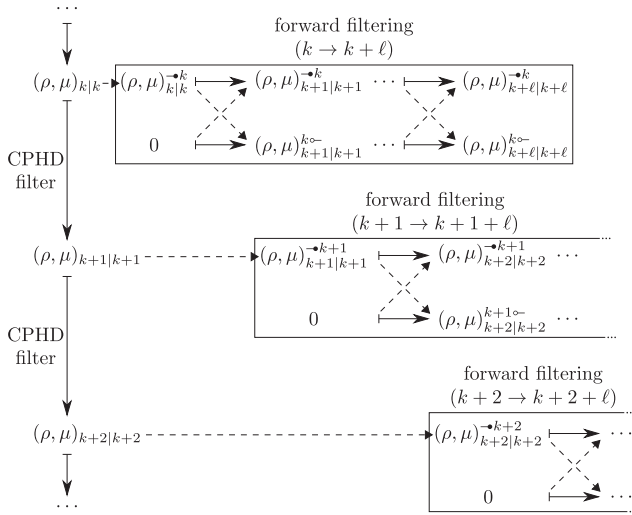 ⋯
forward filtering
(k → k + ℓ)
(ρ, μ)_{k|k} (ρ, μ)^{⊸•k}_{k|k} (ρ, μ)^{⊸•k}_{k+1|k+1} ⋯ (ρ, μ)^{⊸•k}_{k+ℓ|k+ℓ}
0 (ρ, μ)^{k∘–}_{k+1|k+1} ⋯ (ρ, μ)^{k∘–}_{k+ℓ|k+ℓ}
CPHD
filter
forward filtering
(k + 1 → k + 1 + ℓ)
(ρ, μ)_{k+1|k+1} (ρ, μ)^{–•k+1}_{k+1|k+1} (ρ, μ)^{–•k+1}_{k+2|k+2} ⋯
0 (ρ, μ)^{k+1∘–}_{k+2|k+2} ⋯
CPHD
filter
forward filtering
(k + 2 → k + 2 + ℓ)
(ρ, μ)_{k+2|k+2} (ρ, μ)^{–•k+2}_{k+2|k+2} ⋯
0 ⋯
⋯